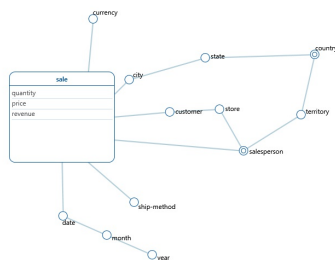 currency
country
state
city
sale
quantity
price
revenue
customer
store
territory
salesperson
ship-method
date
month
year